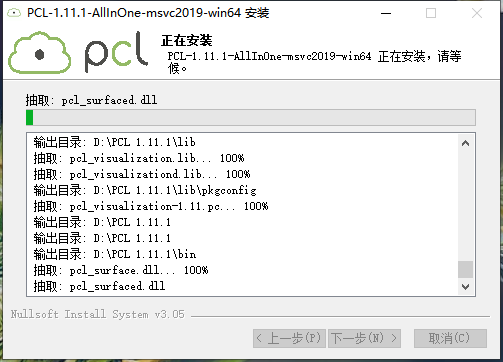 PCL-1.11.1-AllInOne-msvc2019-win64 安装
pcl
正在安装
PCL-1.11.1-AllInOne-msvc2019-win64 正在安装，请等
候。
抽取: pcl_surfaced.dll
输出目录: D:\PCL 1.11.1\lib
抽取: pcl_visualization.lib... 100%
抽取: pcl_visualizationd.lib... 100%
输出目录: D:\PCL 1.11.1\lib\pkgconfig
抽取: pcl_visualization-1.11.pc... 100%
输出目录: D:\PCL 1.11.1
输出目录: D:\PCL 1.11.1
输出目录: D:\PCL 1.11.1\bin
抽取: pcl_surface.dll... 100%
抽取: pcl_surfaced.dll
Nullsoft Install System v3.05
< 上一步(P) 下一步(N) > 取消(C)